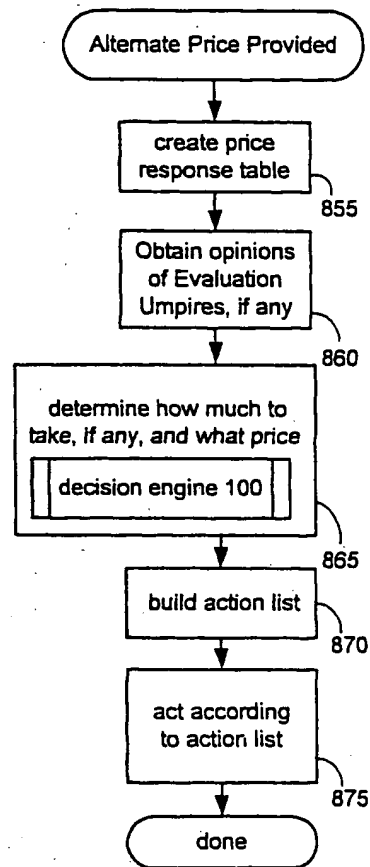 Alternate Price Provided
create price
response table
855
Obtain opinions
of Evaluation
Umpires, if any
860
determine how much to
take, if any, and what price
decision engine 100
865
build action list
870
act according
to action list
875
done